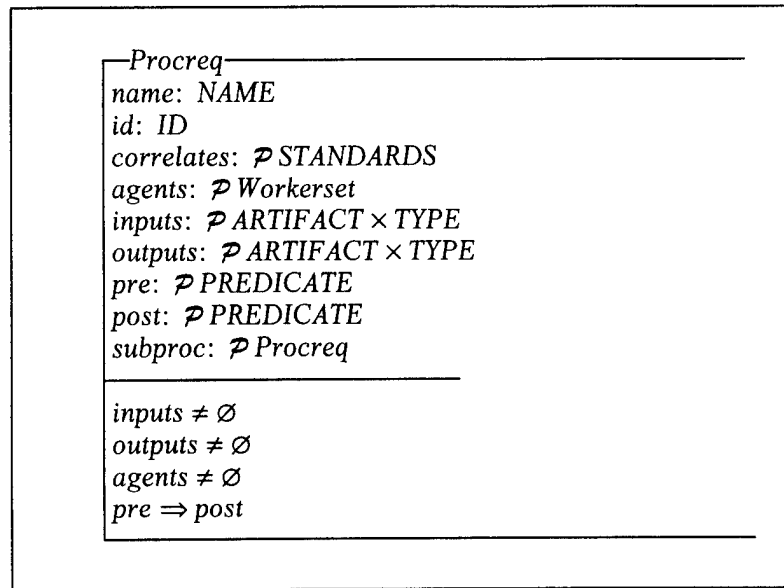 Procreq
name: NAME
id: ID
correlates: 𝒫 STANDARDS
agents: 𝒫 Workerset
inputs: 𝒫 ARTIFACT × TYPE
outputs: 𝒫 ARTIFACT × TYPE
pre: 𝒫 PREDICATE
post: 𝒫 PREDICATE
subproc: 𝒫 Procreq
inputs ≠ ∅
outputs ≠ ∅
agents ≠ ∅
pre ⇒ post